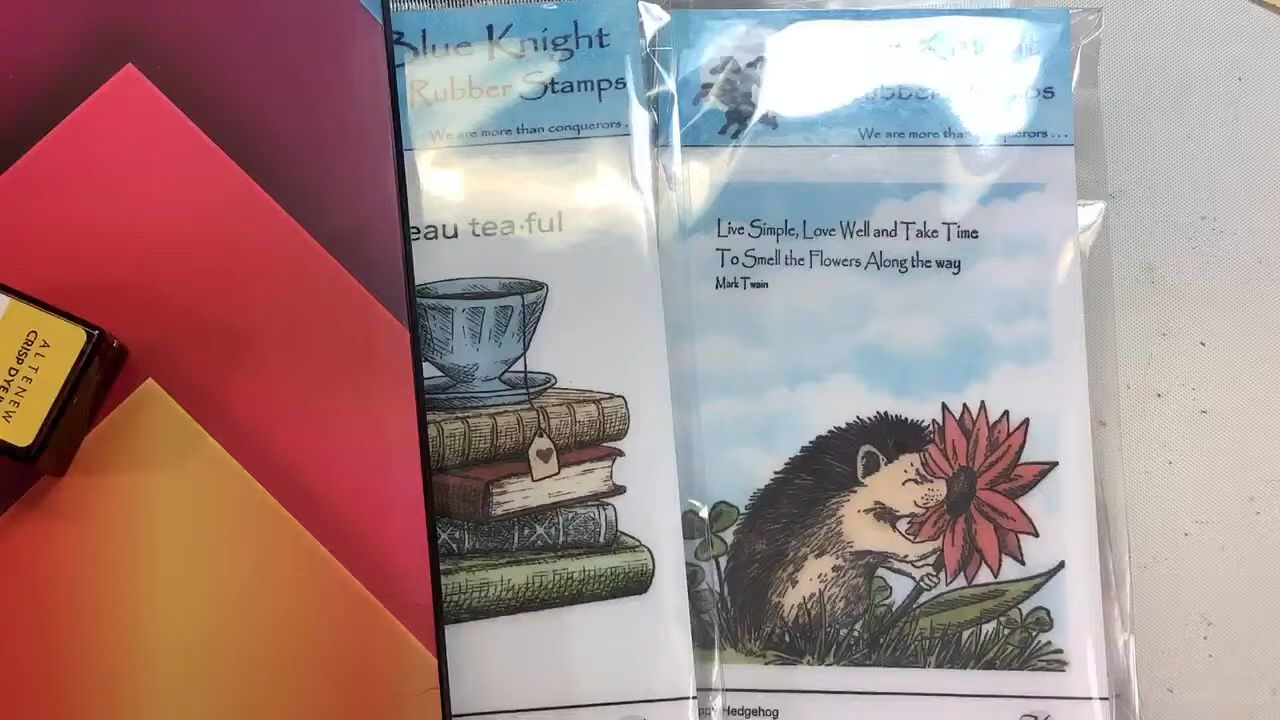 Blue Knight
Rubber Stamps
We are more than conquerors . .
eau tea·ful
We are more than conquerors . . .
Live Simple, Love Well and Take Time
To Smell the Flowers Along the way
Mark Twain
Hedgehog
ALTENEW
CRISP DYE